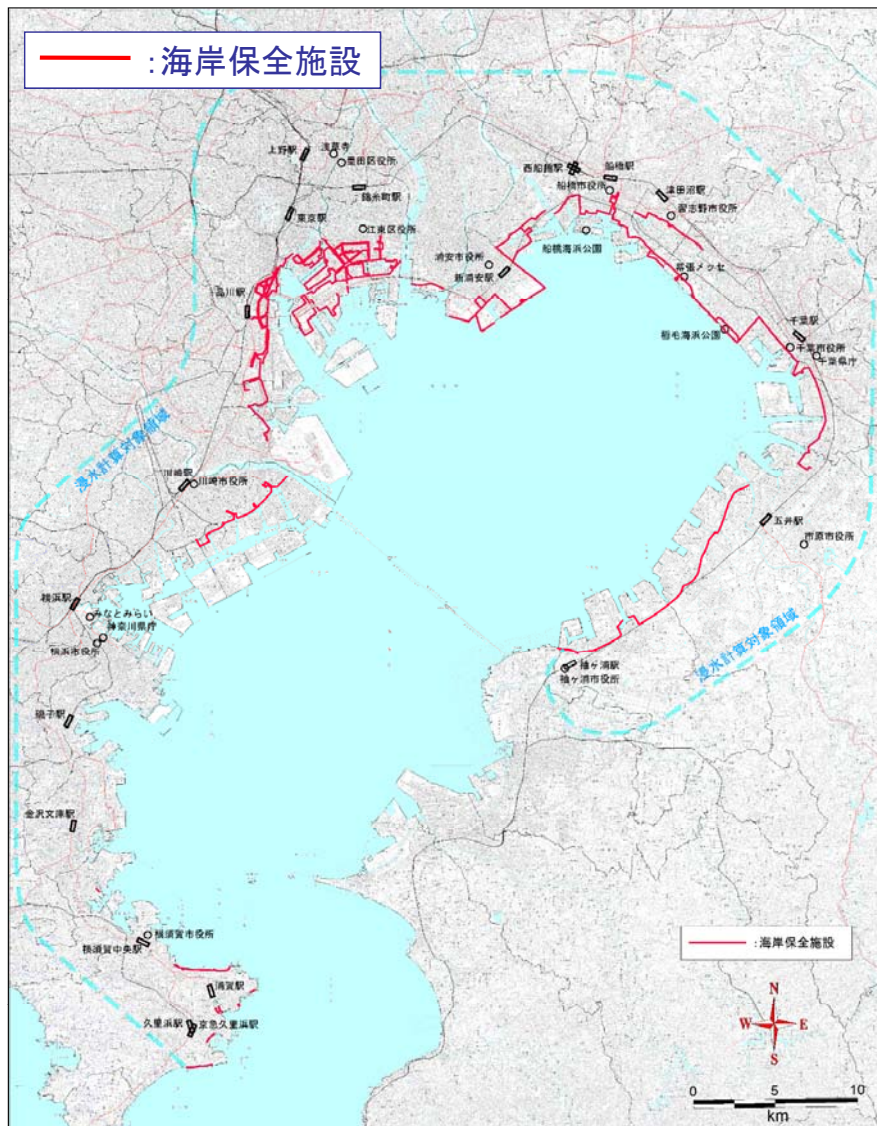 :海岸保全施設
上野駅
浅草寺
墨田区役所
錦糸町駅
東京駅
江東区役所
西船橋駅
船橋駅
船橋市役所
津田沼駅
習志野市役所
船橋海浜公園
浦安市役所
新浦安駅
幕張メッセ
品川駅
稲毛海浜公園
千葉駅
千葉市役所
千葉県庁
浸水計算対象領域
川崎駅
川崎市役所
五井駅
市原市役所
横浜駅
みなとみらい
神奈川県庁
横浜市役所
浸水計算対象領域
袖ヶ浦駅
袖ヶ浦市役所
磯子駅
金沢文庫駅
横須賀市役所
横須賀中央駅
:海岸保全施設
浦賀駅
久里浜駅
京急久里浜駅
N
W
E
S
0 5 10
km